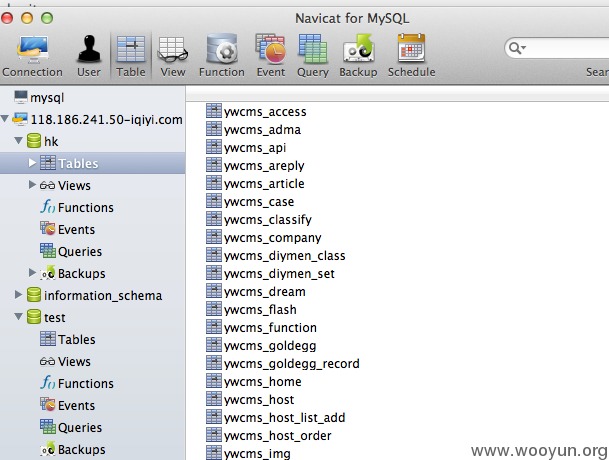 Navicat for MySQL
Connection User Table View Function Event Query Backup Schedule
Sear
mysql
118.186.241.50-iqiyi.com
hk
Tables
Views
Functions
Events
Queries
Backups
information_schema
test
Tables
Views
Functions
Events
Queries
Backups
ywcms_access
ywcms_adma
ywcms_api
ywcms_areply
ywcms_article
ywcms_case
ywcms_classify
ywcms_company
ywcms_diymen_class
ywcms_diymen_set
ywcms_dream
ywcms_flash
ywcms_function
ywcms_goldegg
ywcms_goldegg_record
ywcms_home
ywcms_host
ywcms_host_list_add
ywcms_host_order
ywcms_img
www.wooyun.org